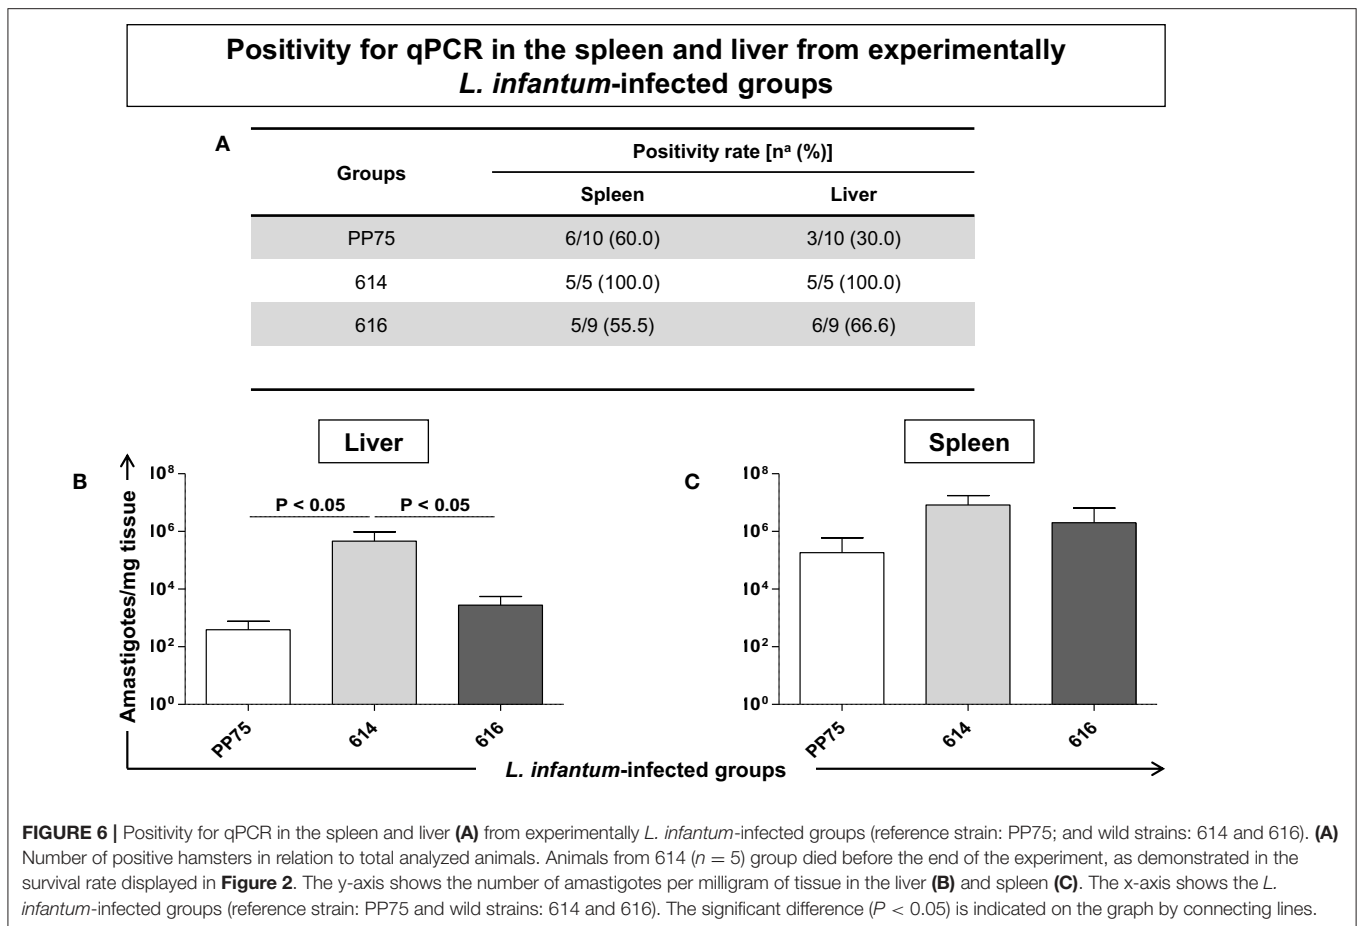 Positivity for qPCR in the spleen and liver from experimentally
L. infantum-infected groups
A
Groups
Positivity rate [nª (%)]
Spleen Liver
PP75 6/10 (60.0) 3/10 (30.0)
614 5/5 (100.0) 5/5 (100.0)
616 5/9 (55.5) 6/9 (66.6)
Liver
B
Amastigotes/mg tissue
10⁸
10⁶
10⁴
10²
10⁰
P < 0.05 P < 0.05
PP75 614 616
Spleen
C
10⁸
10⁶
10⁴
10²
10⁰
PP75 614 616
L. infantum-infected groups
FIGURE 6 | Positivity for qPCR in the spleen and liver (A) from experimentally L. infantum-infected groups (reference strain: PP75; and wild strains: 614 and 616). (A)
Number of positive hamsters in relation to total analyzed animals. Animals from 614 (n = 5) group died before the end of the experiment, as demonstrated in the
survival rate displayed in Figure 2. The y-axis shows the number of amastigotes per milligram of tissue in the liver (B) and spleen (C). The x-axis shows the L.
infantum-infected groups (reference strain: PP75 and wild strains: 614 and 616). The significant difference (P < 0.05) is indicated on the graph by connecting lines.